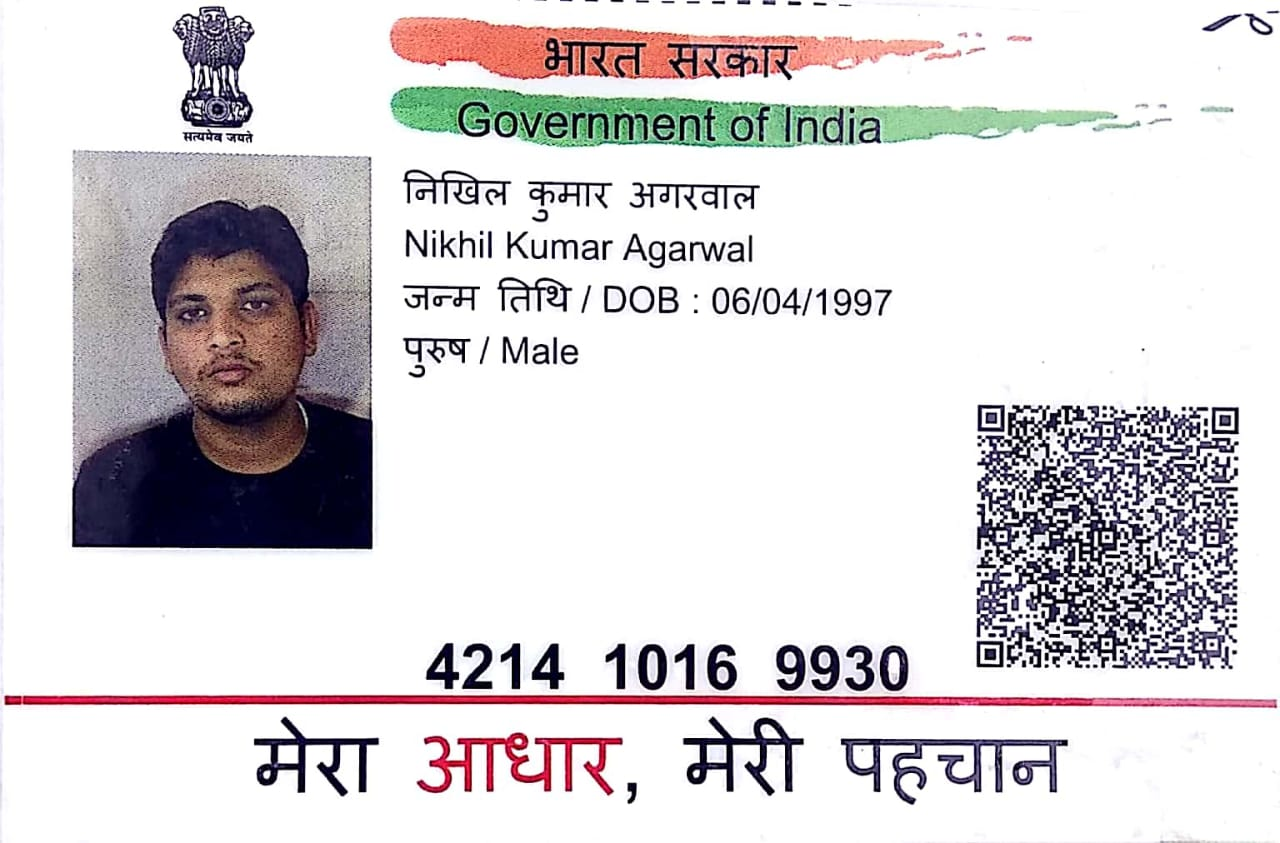 भारत सरकार
Government of India
सत्यमेव जयते
निखिल कुमार अगरवाल
Nikhil Kumar Agarwal
जन्म तिथि / DOB : 06/04/1997
पुरुष / Male
4214 1016 9930
मेरा आधार, मेरी पहचान